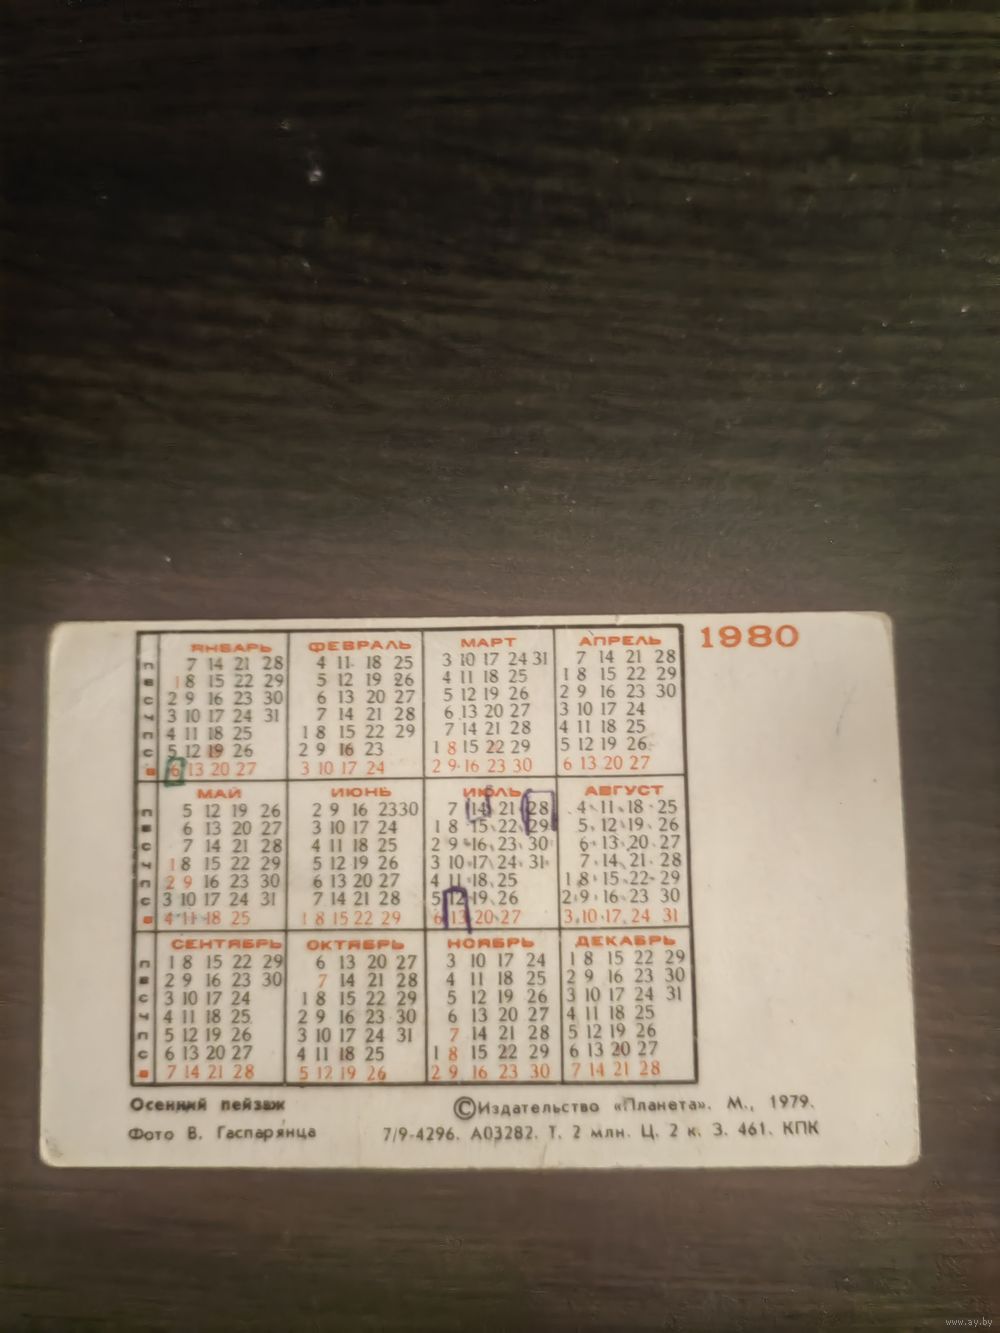 1980
ЯНВАРЬ ФЕВРАЛЬ МАРТ АПРЕЛЬ
п 7 14 21 28 4 11 18 25 3 10 17 24 31 7 14 21 28
в 1 8 15 22 29 5 12 19 26 4 11 18 25 1 8 15 22 29
с 2 9 16 23 30 6 13 20 27 5 12 19 26 2 9 16 23 30
ч 3 10 17 24 31 7 14 21 28 6 13 20 27 3 10 17 24
п 4 11 18 25 1 8 15 22 29 7 14 21 28 4 11 18 25
с 5 12 19 26 2 9 16 23 1 8 15 22 29 5 12 19 26
в 6 13 20 27 3 10 17 24 2 9 16 23 30 6 13 20 27
МАЙ ИЮНЬ ИЮЛЬ АВГУСТ
п 5 12 19 26 2 9 16 23 30 7 14 21 28 4 11 18 25
в 6 13 20 27 3 10 17 24 1 8 15 22 29 5 12 19 26
с 7 14 21 28 4 11 18 25 2 9 16 23 30 6 13 20 27
ч 1 8 15 22 29 5 12 19 26 3 10 17 24 31 7 14 21 28
п 2 9 16 23 30 6 13 20 27 4 11 18 25 1 8 15 22 29
с 3 10 17 24 31 7 14 21 28 5 12 19 26 2 9 16 23 30
в 4 11 18 25 1 8 15 22 29 6 13 20 27 3 10 17 24 31
СЕНТЯБРЬ ОКТЯБРЬ НОЯБРЬ ДЕКАБРЬ
п 1 8 15 22 29 6 13 20 27 3 10 17 24 1 8 15 22 29
в 2 9 16 23 30 7 14 21 28 4 11 18 25 2 9 16 23 30
с 3 10 17 24 1 8 15 22 29 5 12 19 26 3 10 17 24 31
ч 4 11 18 25 2 9 16 23 30 6 13 20 27 4 11 18 25
п 5 12 19 26 3 10 17 24 31 7 14 21 28 5 12 19 26
с 6 13 20 27 4 11 18 25 1 8 15 22 29 6 13 20 27
в 7 14 21 28 5 12 19 26 2 9 16 23 30 7 14 21 28
Осенний пейзаж ©Издательство «Планета». М., 1979.
Фото В. Гаспарянца 7/9-4296. А03282. Т. 2 млн. Ц. 2 к. З. 461. КПК
www.ay.by